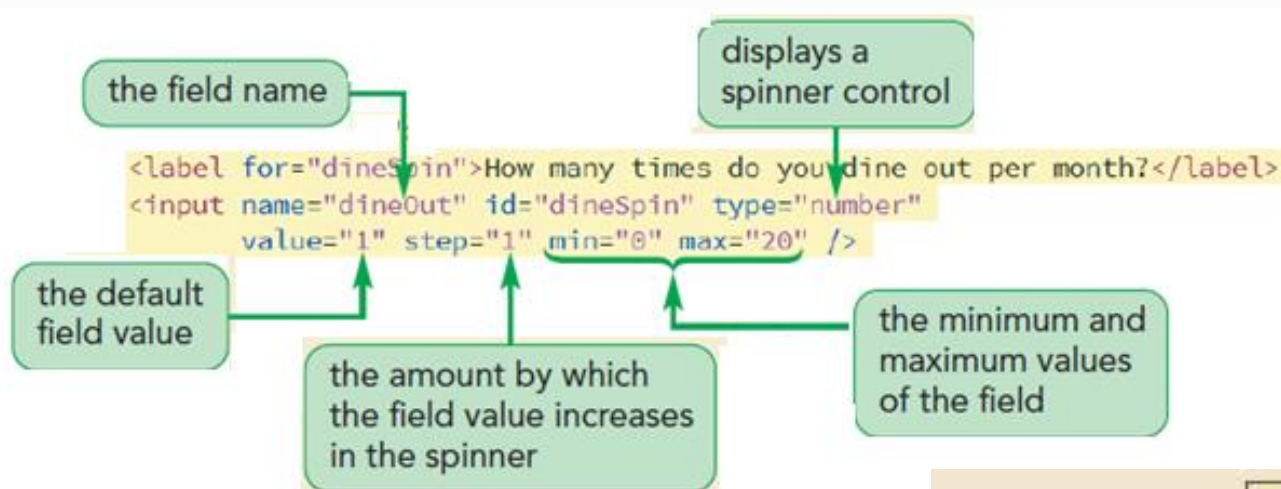 the field name
displays a
spinner control
<label for="dineSpin">How many times do you dine out per month?</label>
<input name="dineOut" id="dineSpin" type="number"
value="1" step="1" min="0" max="20" />
the default
field value
the amount by which
the field value increases
in the spinner
the minimum and
maximum values
of the field